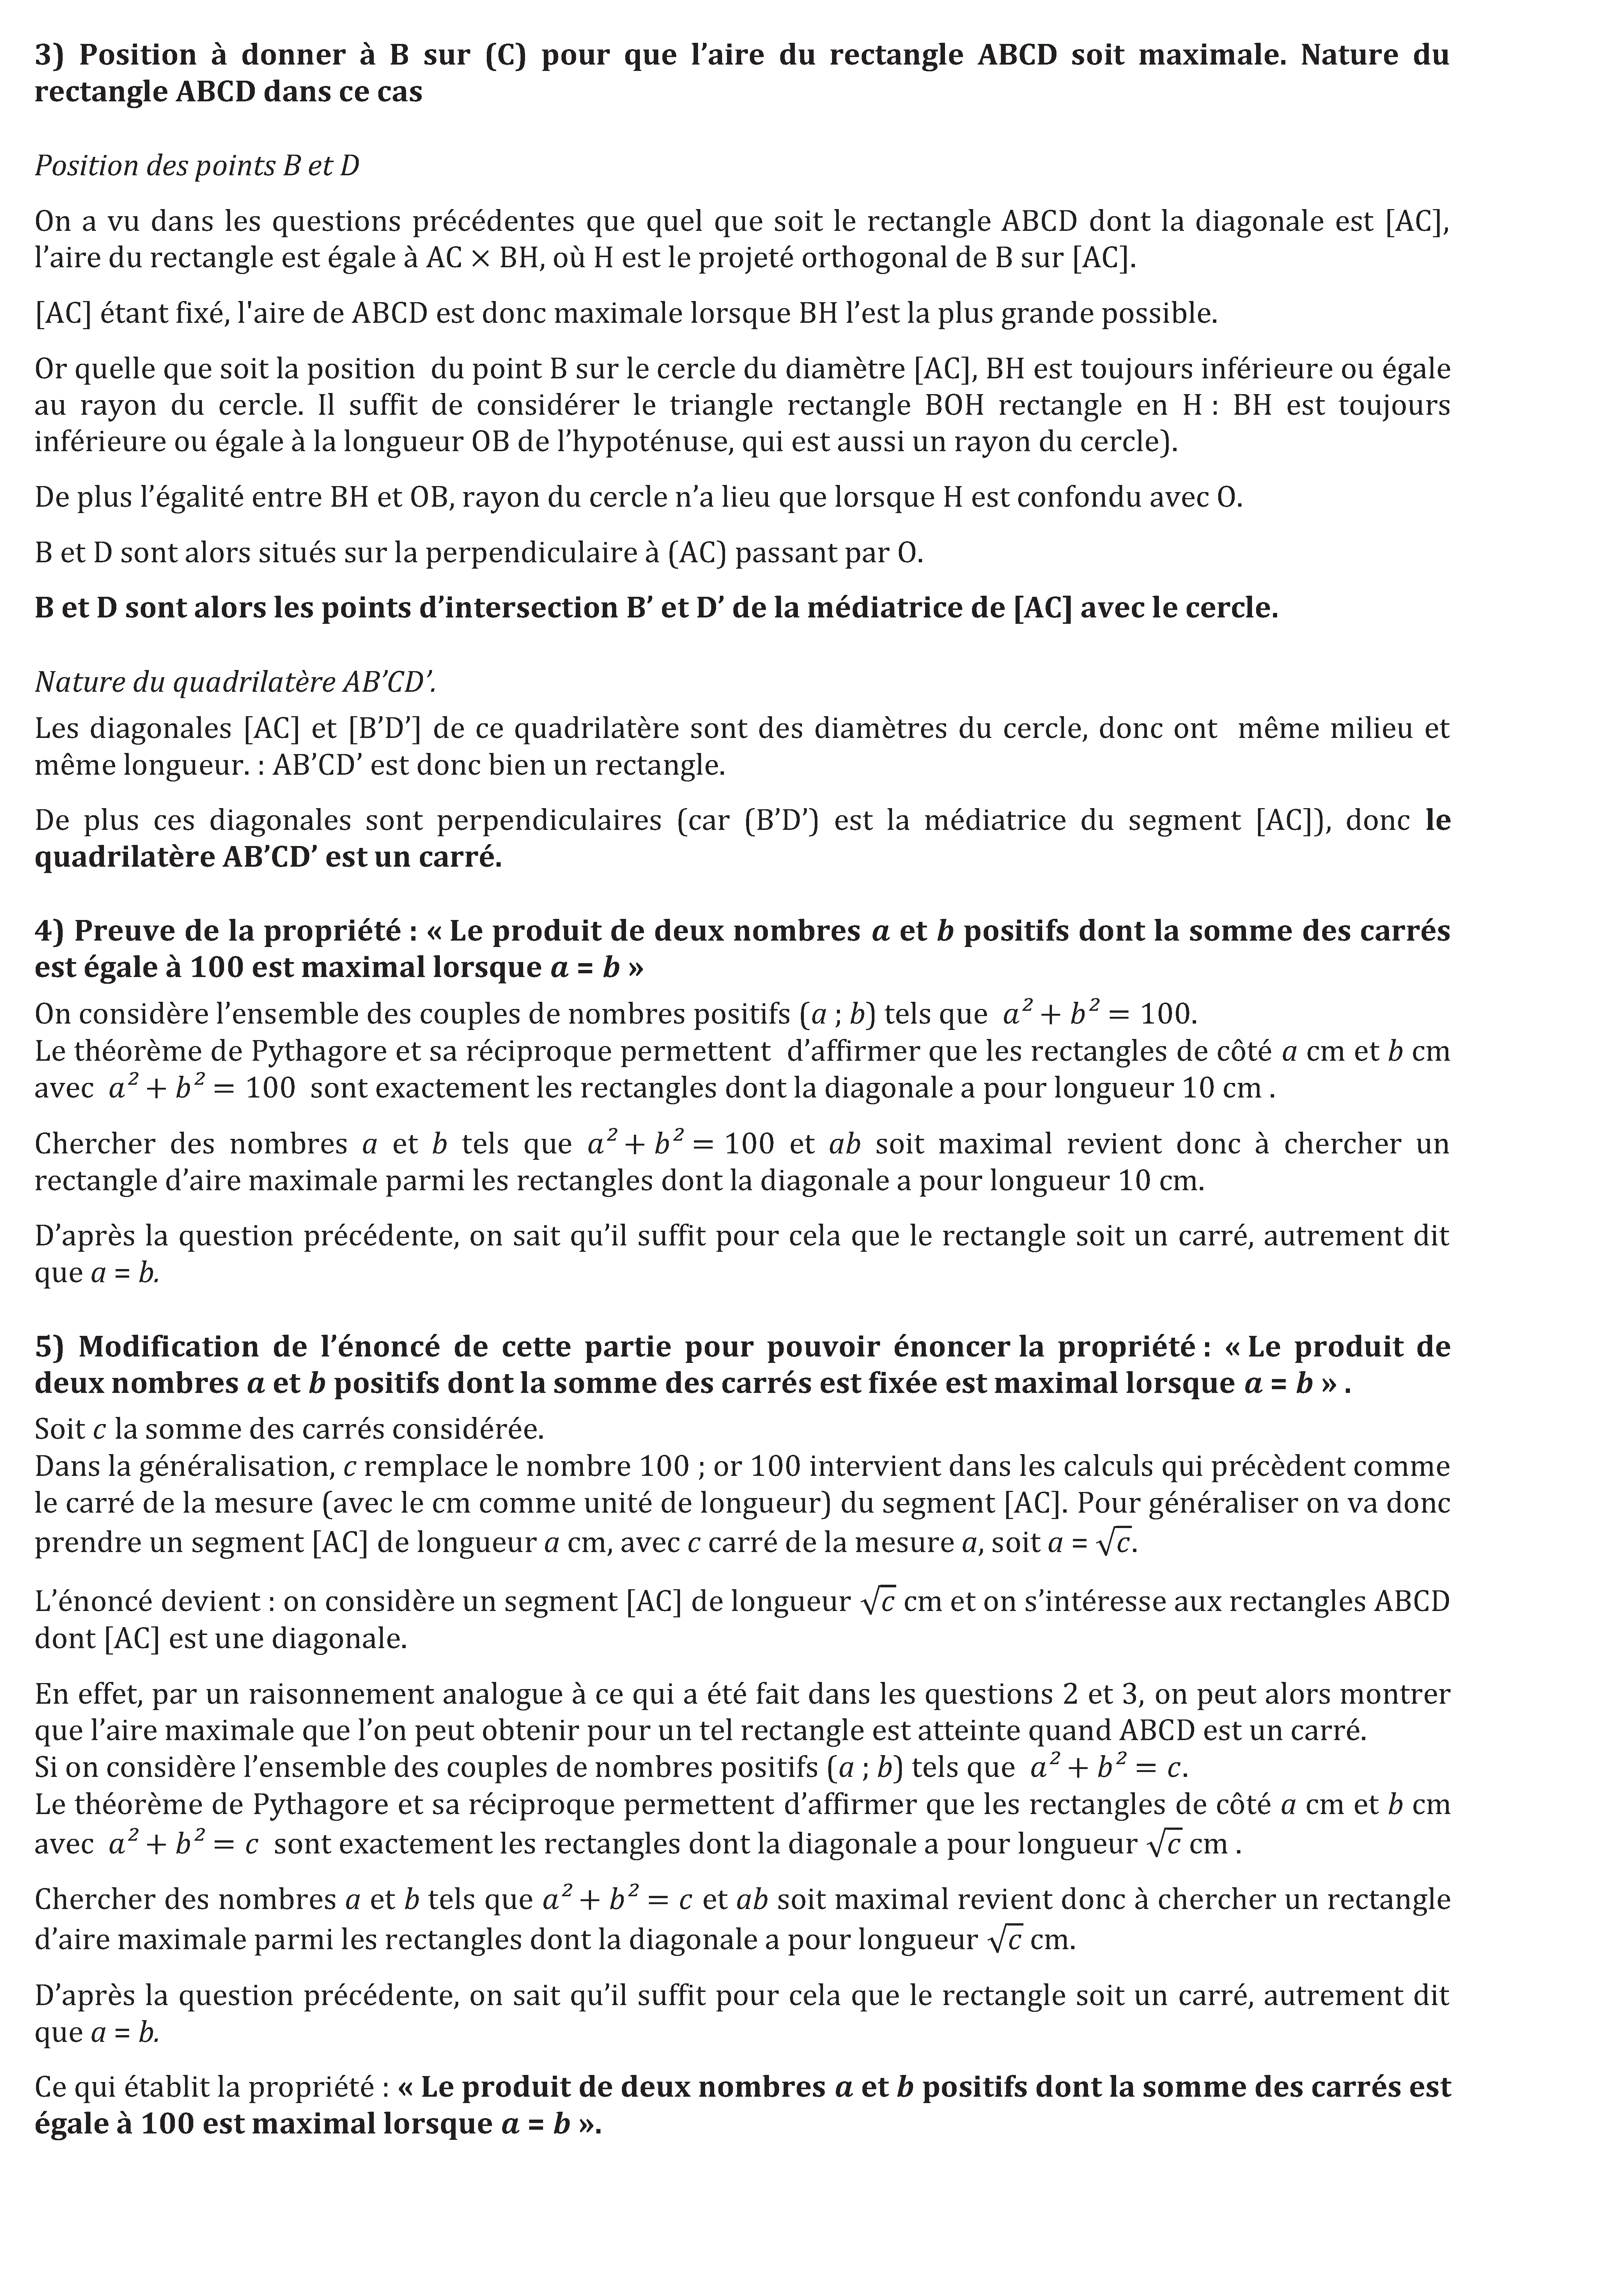 3) Position à donner à B sur (C) pour que l’aire du rectangle ABCD soit maximale. Nature du
rectangle ABCD dans ce cas
Position des points B et D
On a vu dans les questions précédentes que quel que soit le rectangle ABCD dont la diagonale est [AC],
l’aire du rectangle est égale à AC × BH, où H est le projeté orthogonal de B sur [AC].
[AC] étant fixé, l'aire de ABCD est donc maximale lorsque BH l’est la plus grande possible.
Or quelle que soit la position  du point B sur le cercle du diamètre [AC], BH est toujours inférieure ou égale
au rayon du cercle. Il suffit de considérer le triangle rectangle BOH rectangle en H : BH est toujours
inférieure ou égale à la longueur OB de l’hypoténuse, qui est aussi un rayon du cercle).
De plus l’égalité entre BH et OB, rayon du cercle n’a lieu que lorsque H est confondu avec O.
B et D sont alors situés sur la perpendiculaire à (AC) passant par O.
B et D sont alors les points d’intersection B’ et D’ de la médiatrice de [AC] avec le cercle.
Nature du quadrilatère AB’CD’.
Les diagonales [AC] et [B’D’] de ce quadrilatère sont des diamètres du cercle, donc ont  même milieu et
même longueur. : AB’CD’ est donc bien un rectangle.
De plus ces diagonales sont perpendiculaires (car (B’D’) est la médiatrice du segment [AC]), donc le
quadrilatère AB’CD’ est un carré.
4) Preuve de la propriété : « Le produit de deux nombres a et b positifs dont la somme des carrés
est égale à 100 est maximal lorsque a = b »
On considère l’ensemble des couples de nombres positifs (a ; b) tels que  a² + b² = 100.
Le théorème de Pythagore et sa réciproque permettent  d’affirmer que les rectangles de côté a cm et b cm
avec  a² + b² = 100  sont exactement les rectangles dont la diagonale a pour longueur 10 cm .
Chercher des nombres a et b tels que a² + b² = 100 et ab soit maximal revient donc à chercher un
rectangle d’aire maximale parmi les rectangles dont la diagonale a pour longueur 10 cm.
D’après la question précédente, on sait qu’il suffit pour cela que le rectangle soit un carré, autrement dit
que a = b.
5) Modification de l’énoncé de cette partie pour pouvoir énoncer la propriété : « Le produit de
deux nombres a et b positifs dont la somme des carrés est fixée est maximal lorsque a = b » .
Soit c la somme des carrés considérée.
Dans la généralisation, c remplace le nombre 100 ; or 100 intervient dans les calculs qui précèdent comme
le carré de la mesure (avec le cm comme unité de longueur) du segment [AC]. Pour généraliser on va donc
prendre un segment [AC] de longueur a cm, avec c carré de la mesure a, soit a = √c.
L’énoncé devient : on considère un segment [AC] de longueur √c cm et on s’intéresse aux rectangles ABCD
dont [AC] est une diagonale.
En effet, par un raisonnement analogue à ce qui a été fait dans les questions 2 et 3, on peut alors montrer
que l’aire maximale que l’on peut obtenir pour un tel rectangle est atteinte quand ABCD est un carré.
Si on considère l’ensemble des couples de nombres positifs (a ; b) tels que  a² + b² = c.
Le théorème de Pythagore et sa réciproque permettent d’affirmer que les rectangles de côté a cm et b cm
avec  a² + b² = c  sont exactement les rectangles dont la diagonale a pour longueur √c cm .
Chercher des nombres a et b tels que a² + b² = c et ab soit maximal revient donc à chercher un rectangle
d’aire maximale parmi les rectangles dont la diagonale a pour longueur √c cm.
D’après la question précédente, on sait qu’il suffit pour cela que le rectangle soit un carré, autrement dit
que a = b.
Ce qui établit la propriété : « Le produit de deux nombres a et b positifs dont la somme des carrés est
égale à 100 est maximal lorsque a = b ».